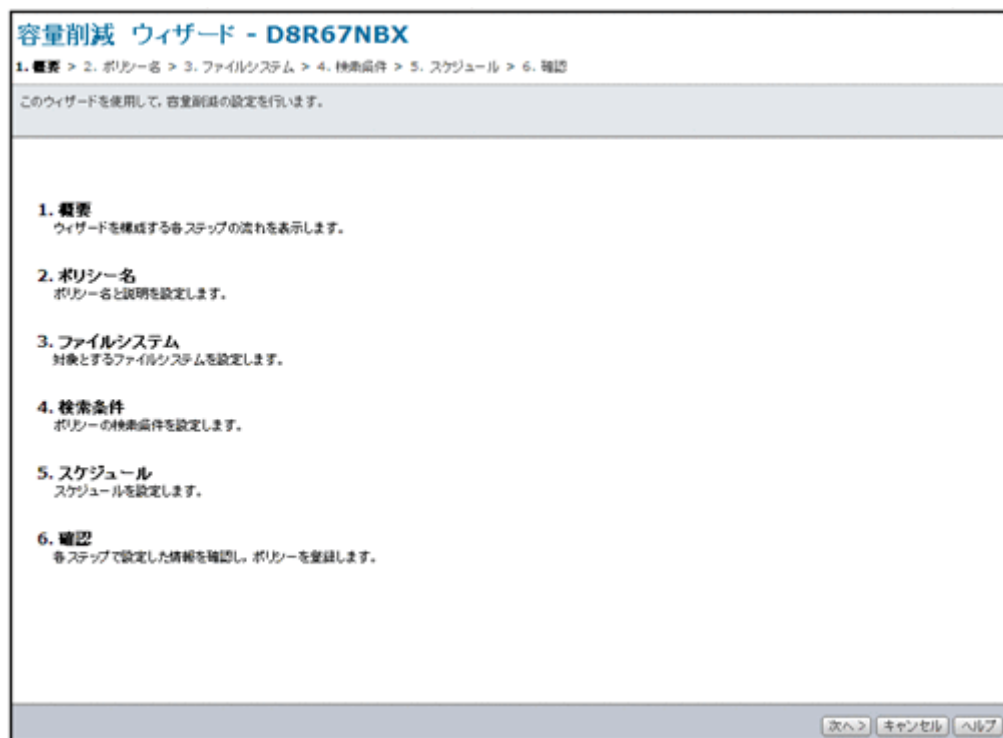 容量削減 ウィザード - D8R67NBX
1. 概要 > 2. ポリシー名 > 3. ファイルシステム > 4. 検索条件 > 5. スケジュール > 6. 確認
このウィザードを使用して、容量削減の設定を行います。
1. 概要
ウィザードを構成する各ステップの流れを表示します。
2. ポリシー名
ポリシー名と説明を設定します。
3. ファイルシステム
対象とするファイルシステムを設定します。
4. 検索条件
ポリシーの検索条件を設定します。
5. スケジュール
スケジュールを設定します。
6. 確認
各ステップで設定した情報を確認し、ポリシーを登録します。
次へ > キャンセル ヘルプ